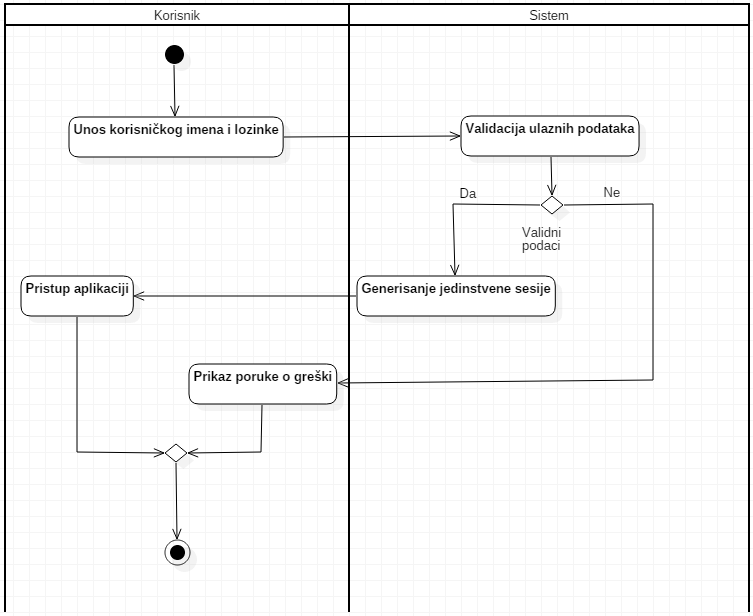 Korisnik
Sistem
Unos korisničkog imena i lozinke
Validacija ulaznih podataka
Da
Ne
Validni
podaci
Pristup aplikaciji
Generisanje jedinstvene sesije
Prikaz poruke o greški